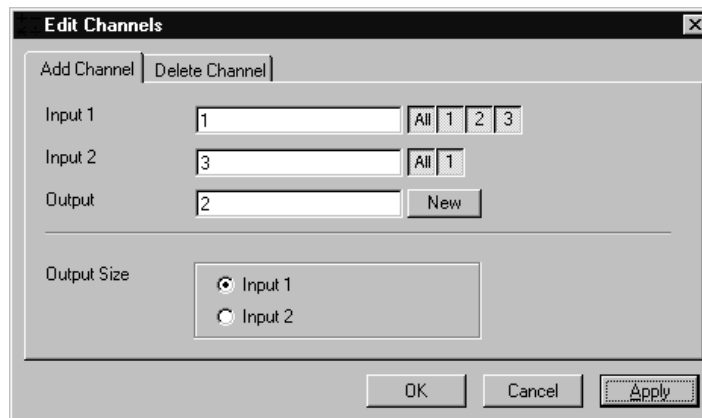 Edit Channels
Add Channel Delete Channel
Input 1 1 All 1 2 3
Input 2 3 All 1
Output 2 New
Output Size Input 1
Input 2
OK Cancel Apply